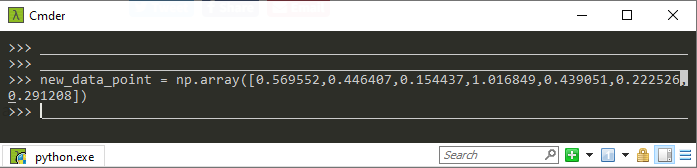 Cmder
>>>
>>>
>>> new_data_point = np.array([0.569552,0.446407,0.154437,1.016849,0.439051,0.222526,
0.291208])
>>>
python.exe
Search